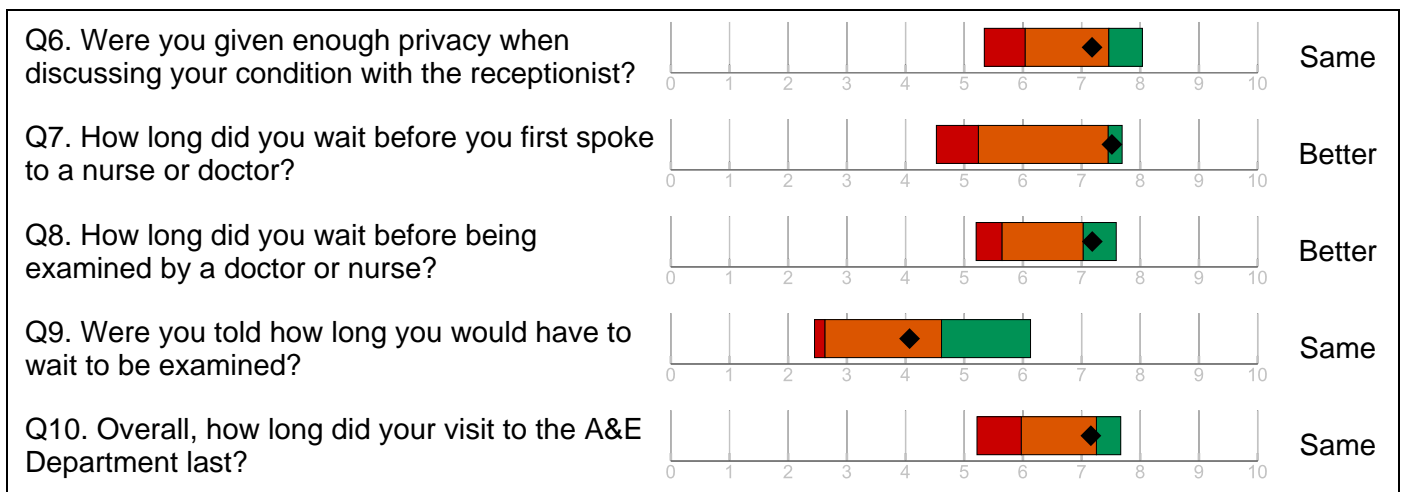 Q6. Were you given enough privacy when
discussing your condition with the receptionist?
0 1 2 3 4 5 6 7 8 9 10
Same
Q7. How long did you wait before you first spoke
to a nurse or doctor?
0 1 2 3 4 5 6 7 8 9 10
Better
Q8. How long did you wait before being
examined by a doctor or nurse?
0 1 2 3 4 5 6 7 8 9 10
Better
Q9. Were you told how long you would have to
wait to be examined?
0 1 2 3 4 5 6 7 8 9 10
Same
Q10. Overall, how long did your visit to the A&E
Department last?
0 1 2 3 4 5 6 7 8 9 10
Same